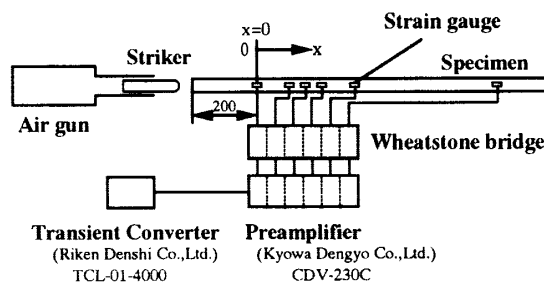 x=0
0
x
Strain gauge
Striker
Specimen
200
Air gun
Wheatstone bridge
Transient Converter
(Riken Denshi Co.,Ltd.)
TCL-01-4000
Preamplifier
(Kyowa Dengyo Co.,Ltd.)
CDV-230C